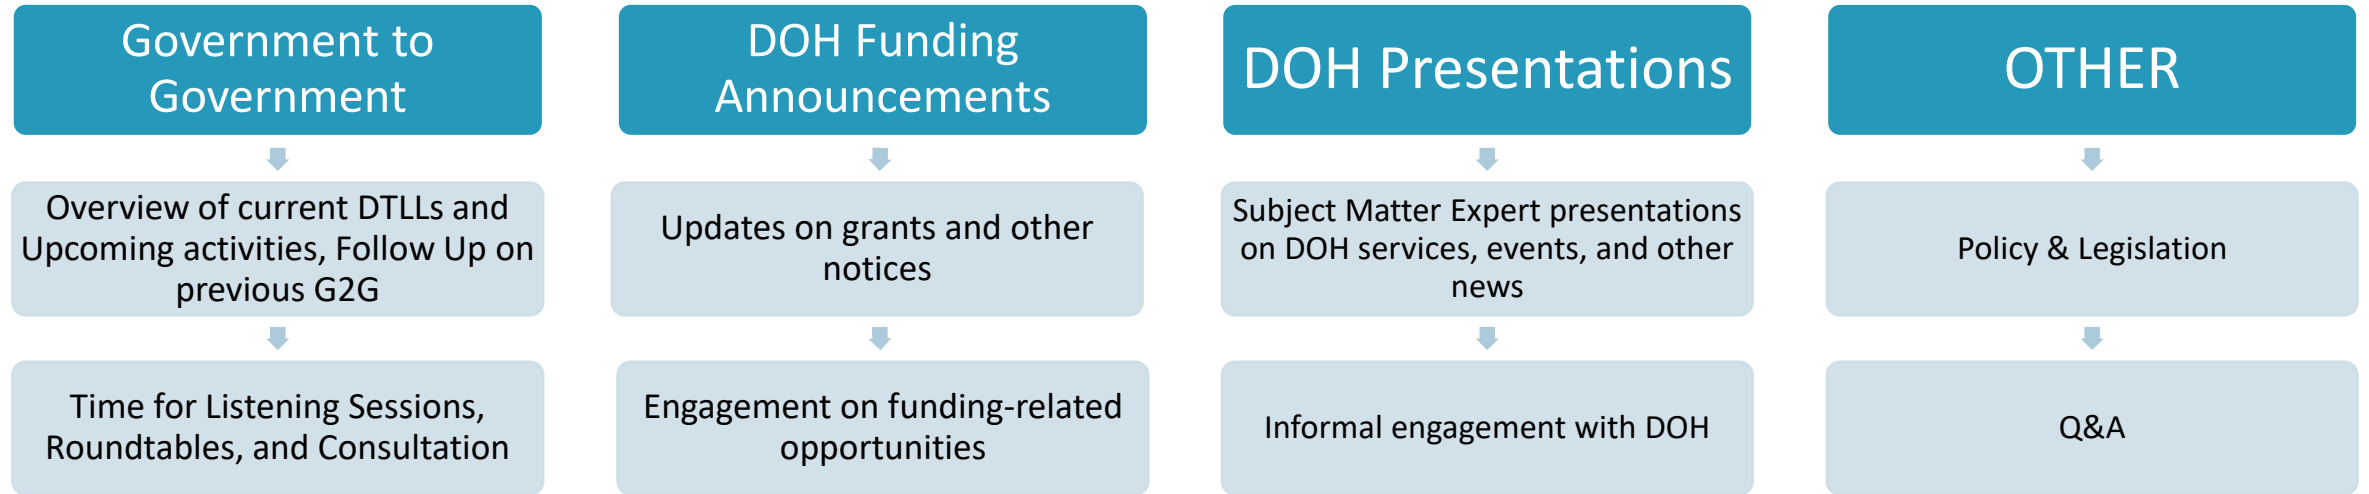 Government to
Government
Overview of current DTLLs and
Upcoming activities, Follow Up on
previous G2G
Time for Listening Sessions,
Roundtables, and Consultation
DOH Funding
Announcements
Updates on grants and other
notices
Engagement on funding-related
opportunities
DOH Presentations
Subject Matter Expert presentations
on DOH services, events, and other
news
Informal engagement with DOH
OTHER
Policy & Legislation
Q&A